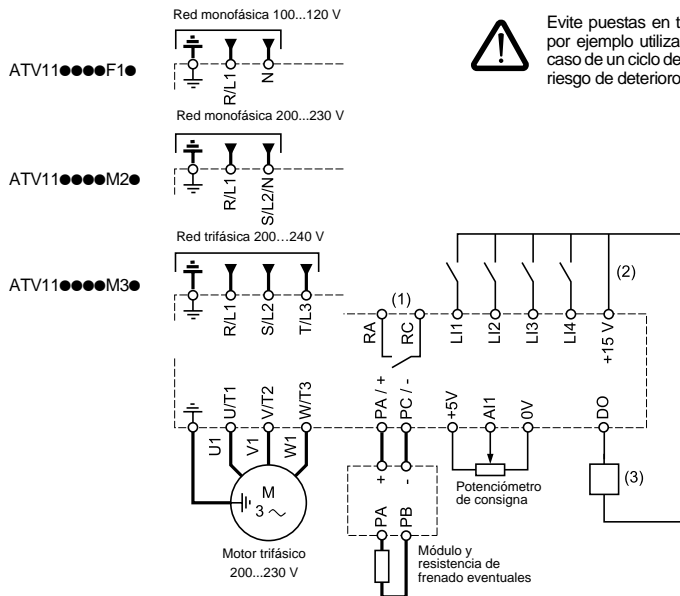 Red monofásica 100...120 V
ATV11●●●●F1●
R/L1
N
Evite puestas en t
por ejemplo utiliza
caso de un ciclo de
riesgo de deterioro
Red monofásica 200...230 V
ATV11●●●●M2●
R/L1
S/L2/N
Red trifásica 200...240 V
ATV11●●●●M3●
R/L1
S/L2
T/L3
(1)
(2)
RA
RC
LI1
LI2
LI3
LI4
+15 V
U/T1
V/T2
W/T3
PA / +
PC / -
+5V
AI1
0V
DO
U1
V1
W1
M
3 ~
+
-
PA
PB
Potenciómetro
de consigna
(3)
Motor trifásico
200...230 V
Módulo y
resistencia de
frenado eventuales